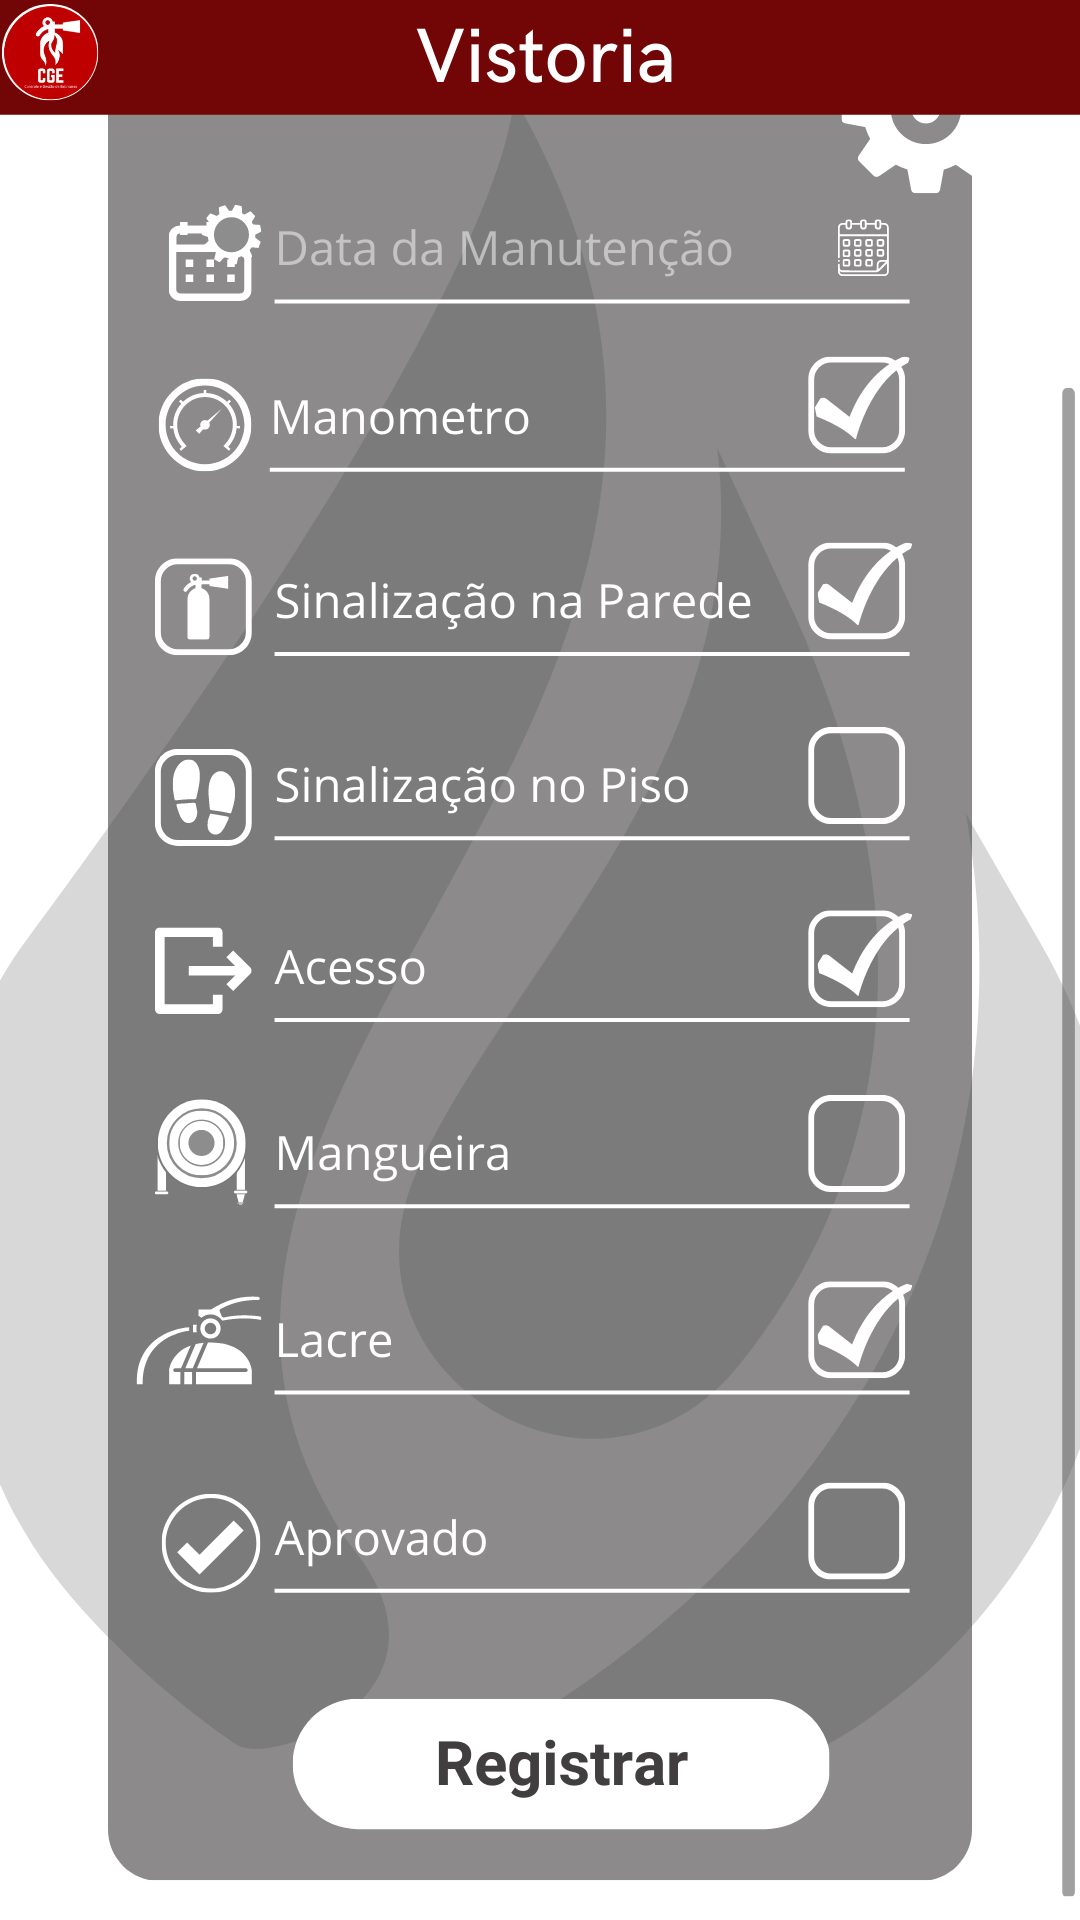 CGE
Vistoria
Data da Manutenção
Manometro
Sinalização na Parede
Sinalização no Piso
Acesso
Mangueira
Lacre
Aprovado
Registrar